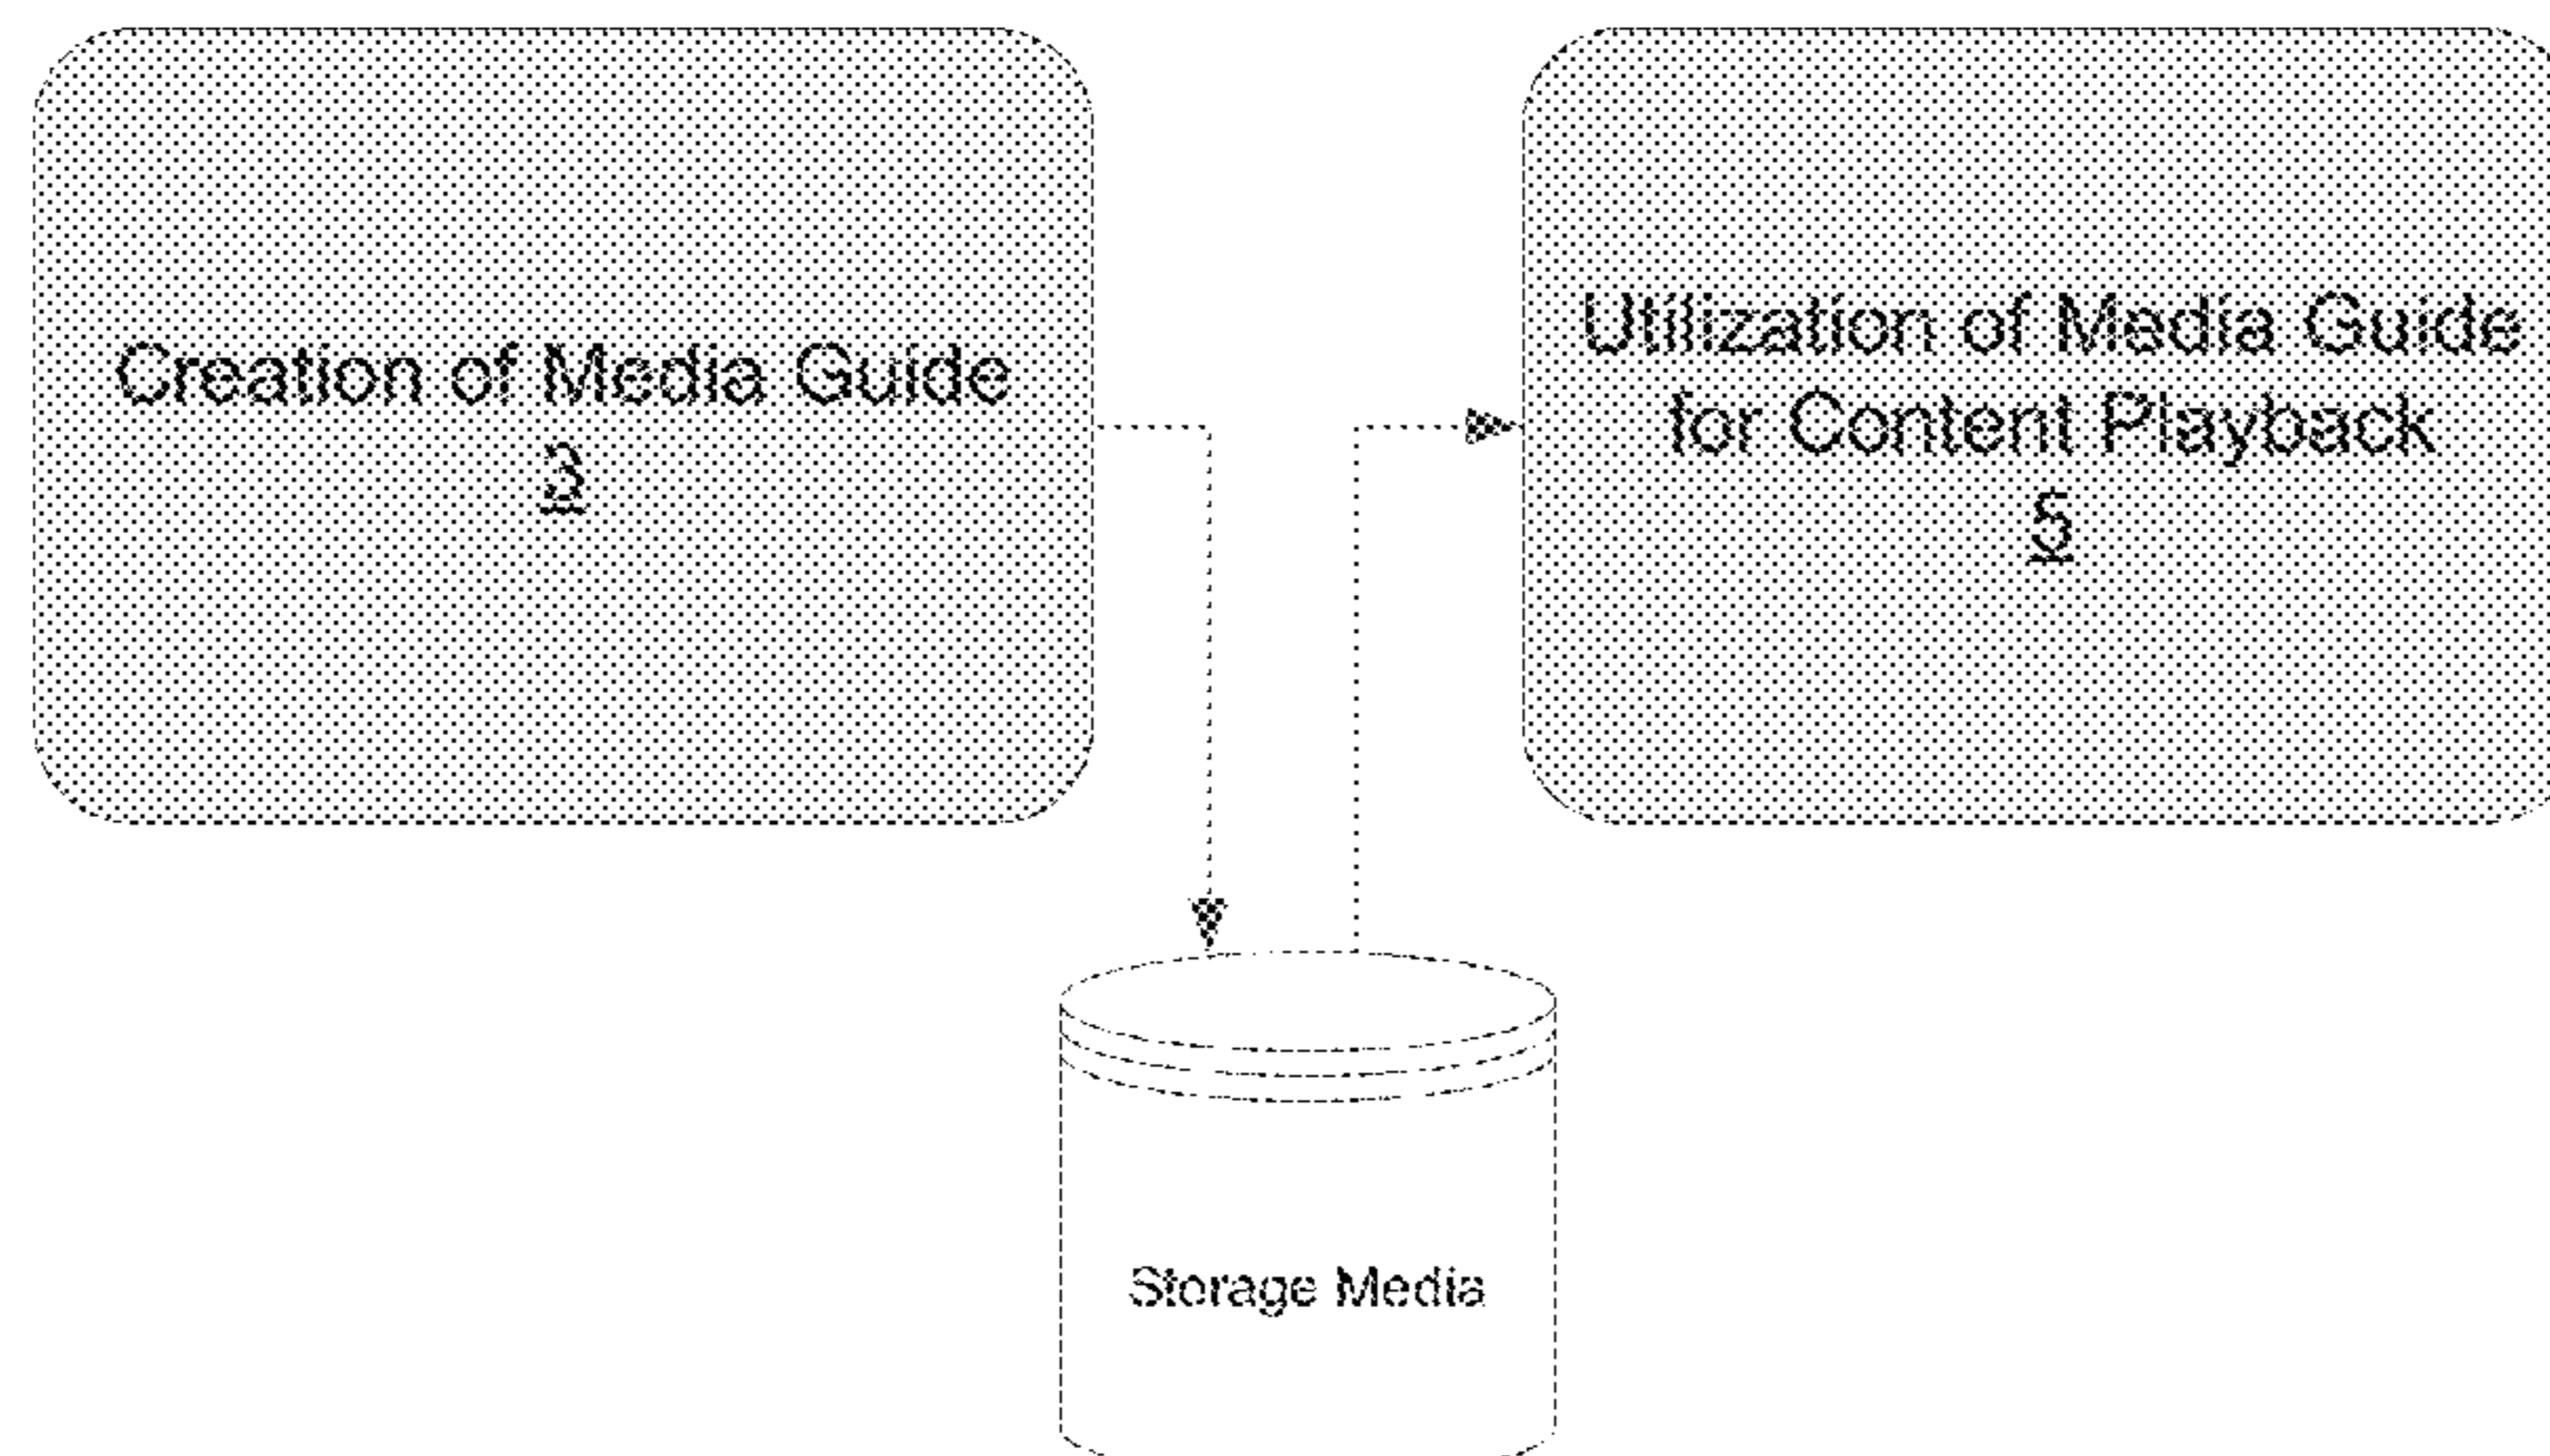 Creation of Media Guide
3
Utilization of Media Guide
for Content Playback
5
Storage Media